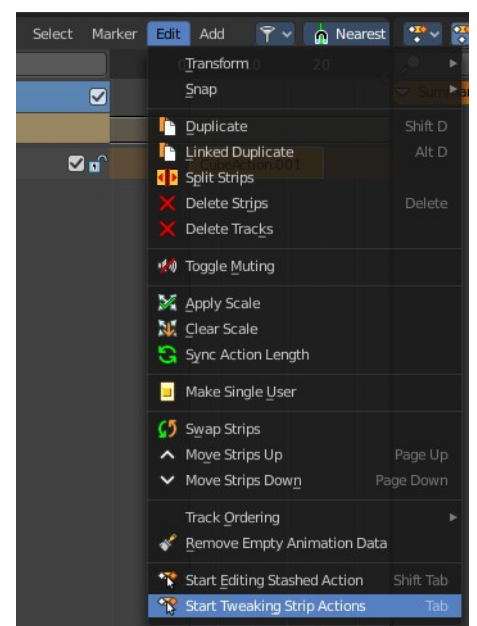 Select Marker Edit Add Nearest
Transform
20
Snap
Duplicate Shift D
Linked Duplicate Alt D
CubeAction.001
Split Strips
Delete Strips Delete
Delete Tracks
Toggle Muting
Apply Scale
Clear Scale
Sync Action Length
Make Single User
Swap Strips
Move Strips Up Page Up
Move Strips Down Page Down
Track Ordering
Remove Empty Animation Data
Start Editing Stashed Action Shift Tab
Start Tweaking Strip Actions Tab